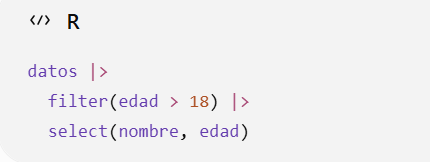 </> R
datos |>
  filter(edad > 18) |>
  select(nombre, edad)